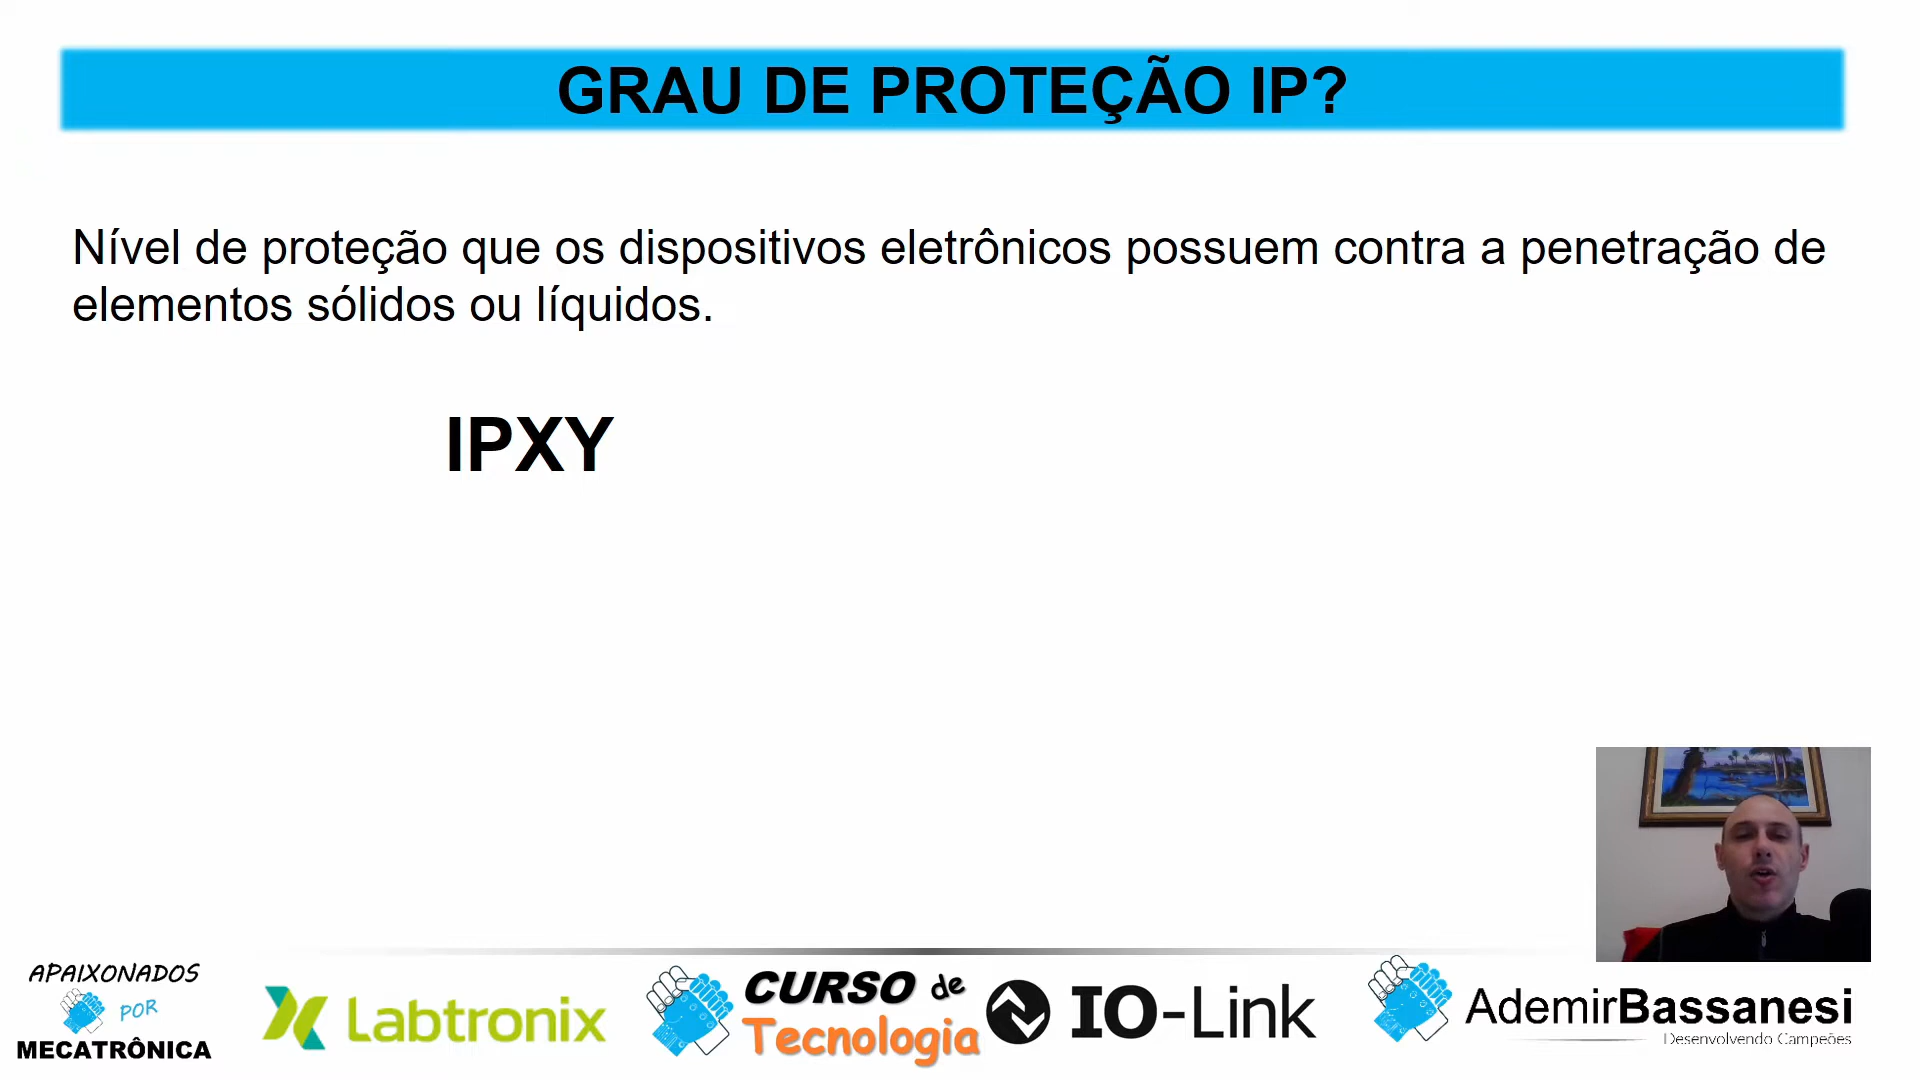 GRAU DE PROTEÇÃO IP?
Nível de proteção que os dispositivos eletrônicos possuem contra a penetração de
elementos sólidos ou líquidos.
IPXY
APAIXONADOS
POR
MECATRÔNICA
Labtronix
CURSO de
Tecnologia
IO-Link
AdemirBassanesi
Desenvolvendo Campeões